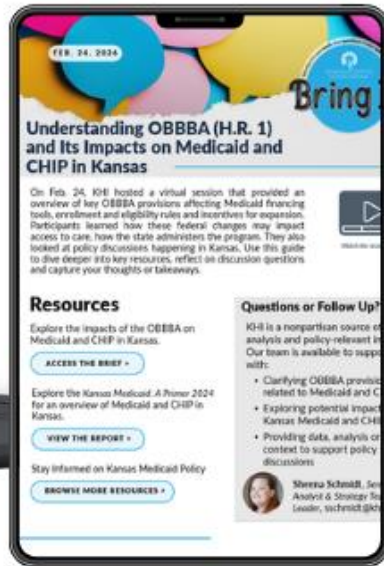 FEB. 24, 2026
Bring
Understanding OBBBA (H.R. 1)
and Its Impacts on Medicaid and
CHIP in Kansas
On Feb. 24, KHI hosted a virtual session that provided an
overview of key OBBBA provisions affecting Medicaid financing
tools, enrollment and eligibility rules and incentives for expansion.
Participants learned how these federal changes may impact
access to care, how the state administers the program. They also
looked at policy discussions happening in Kansas. Use this guide
to dive deeper into key resources, reflect on discussion questions
and capture your thoughts or takeaways.
Resources
Explore the impacts of the OBBBA on
Medicaid and CHIP in Kansas.
ACCESS THE BRIEF »
Explore the Kansas Medicaid: A Primer 2024
for an overview of Medicaid and CHIP in
Kansas.
VIEW THE REPORT »
Stay Informed on Kansas Medicaid Policy
BROWSE MORE RESOURCES »
Questions or Follow Up?
KHI is a nonpartisan source o
analysis and policy-relevant in
Our team is available to suppo
with:
• Clarifying OBBBA provisic
related to Medicaid and C
• Exploring potential impact
Kansas Medicaid and CHI
• Providing data, analysis or
context to support policy
discussions
Sheena Schmidt, Sen
Analyst & Strategy Tea
Leader, sschmidt@kh